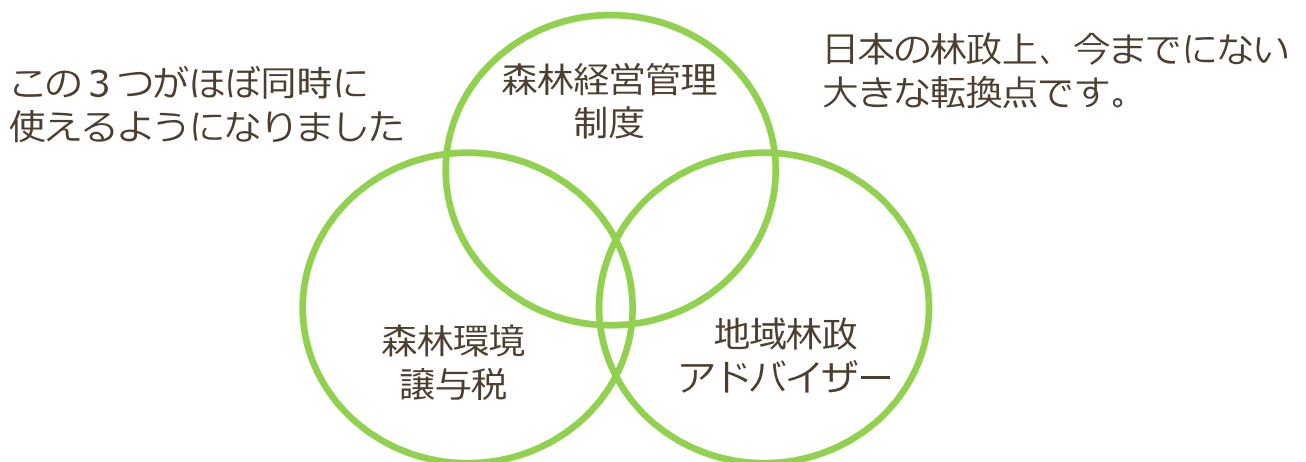 この３つがほぼ同時に
使えるようになりました
森林経営管理
制度
日本の林政上、今までにない
大きな転換点です。
森林環境
譲与税
地域林政
アドバイザー